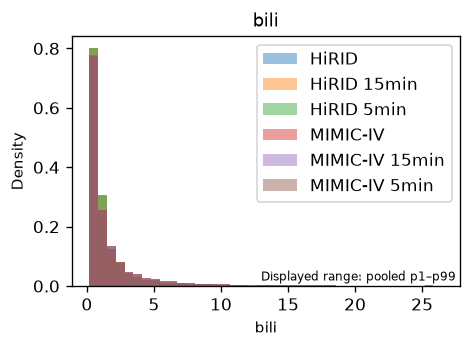 bili
0.8
0.6
0.4
0.2
0.0
Density
HiRID
HiRID 15min
HiRID 5min
MIMIC-IV
MIMIC-IV 15min
MIMIC-IV 5min
Displayed range: pooled p1–p99
0 5 10 15 20 25
bili